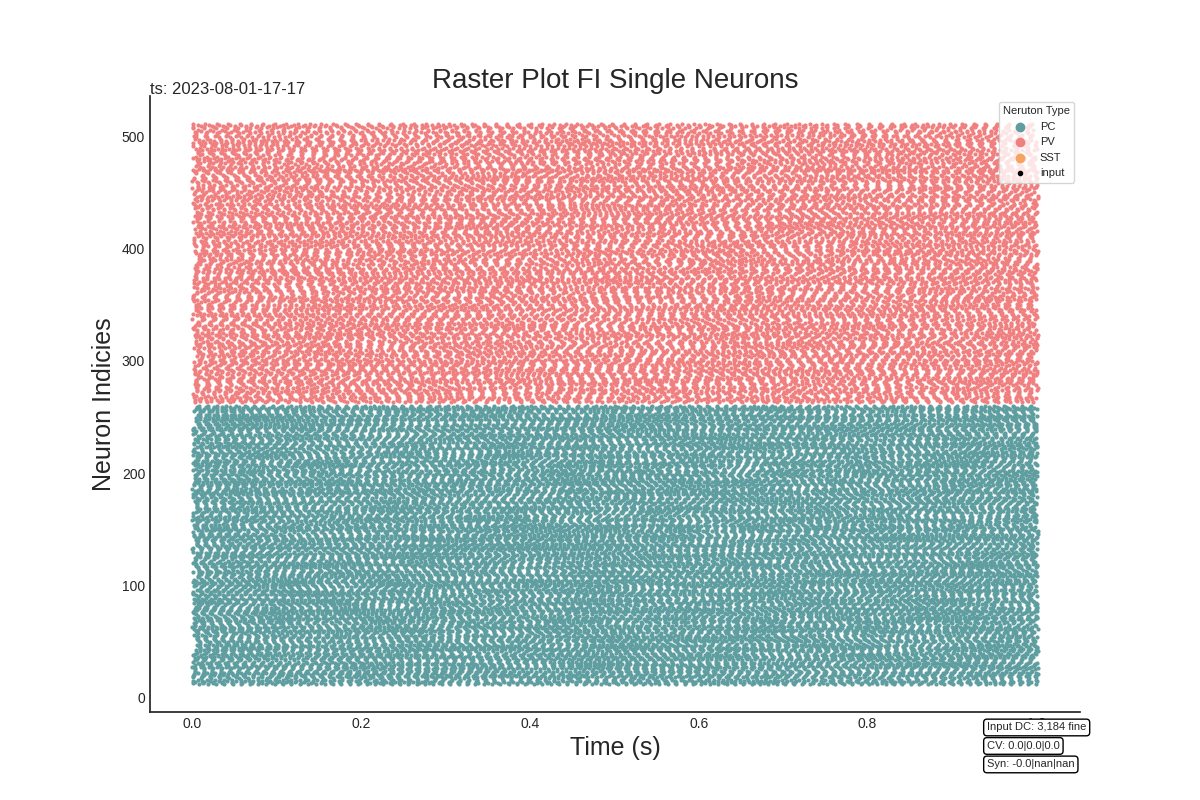 Raster Plot FI Single Neurons
ts: 2023-08-01-17-17
Neruton Type
PC
PV
SST
input
Neuron Indicies
500
400
300
200
100
0
0.0 0.2 0.4 0.6 0.8
Time (s)
Input DC: 3,184 fine
CV: 0.0|0.0|0.0
Syn: -0.0|nan|nan